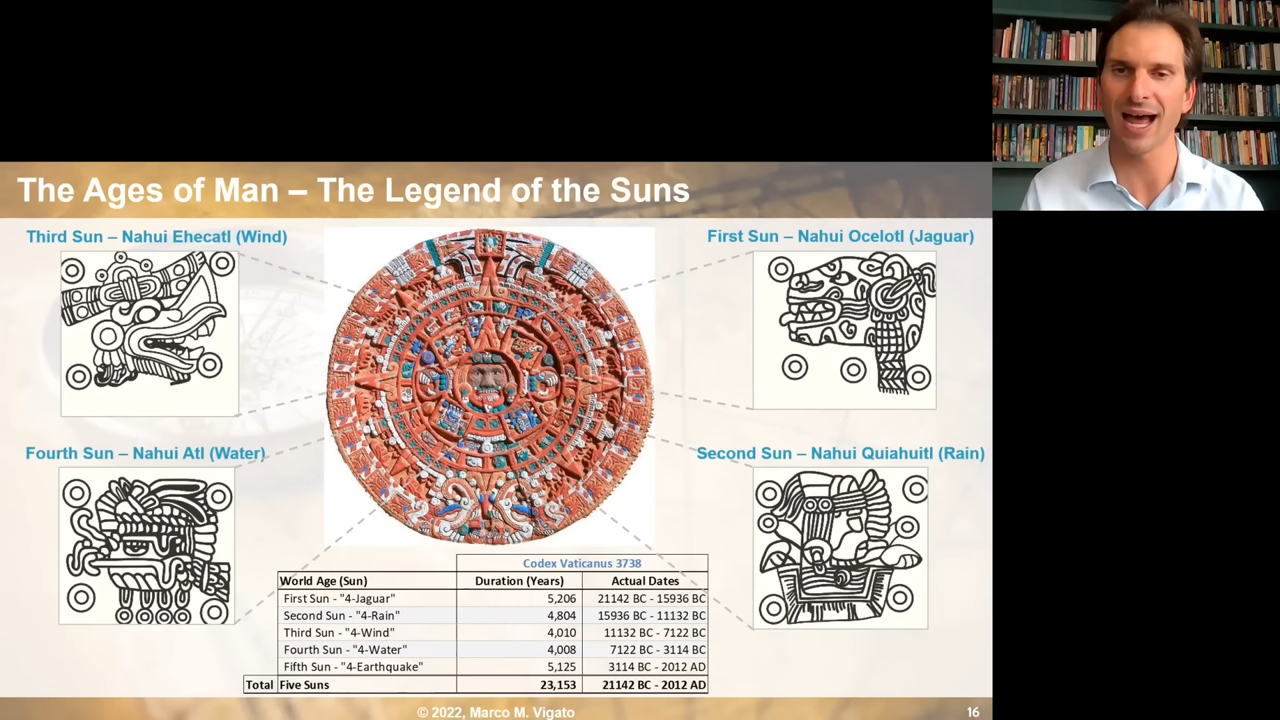 The Ages of Man – The Legend of the Suns
Third Sun – Nahui Ehecatl (Wind)
First Sun – Nahui Ocelotl (Jaguar)
Fourth Sun – Nahui Atl (Water)
Second Sun – Nahui Quiahuitl (Rain)
Codex Vaticanus 3738
World Age (Sun) Duration (Years) Actual Dates
First Sun - "4-Jaguar" 5,206 21142 BC - 15936 BC
Second Sun - "4-Rain" 4,804 15936 BC - 11132 BC
Third Sun - "4-Wind" 4,010 11132 BC - 7122 BC
Fourth Sun - "4-Water" 4,008 7122 BC - 3114 BC
Fifth Sun - "4-Earthquake" 5,125 3114 BC - 2012 AD
Total Five Suns 23,153 21142 BC - 2012 AD
© 2022, Marco M. Vigato
16